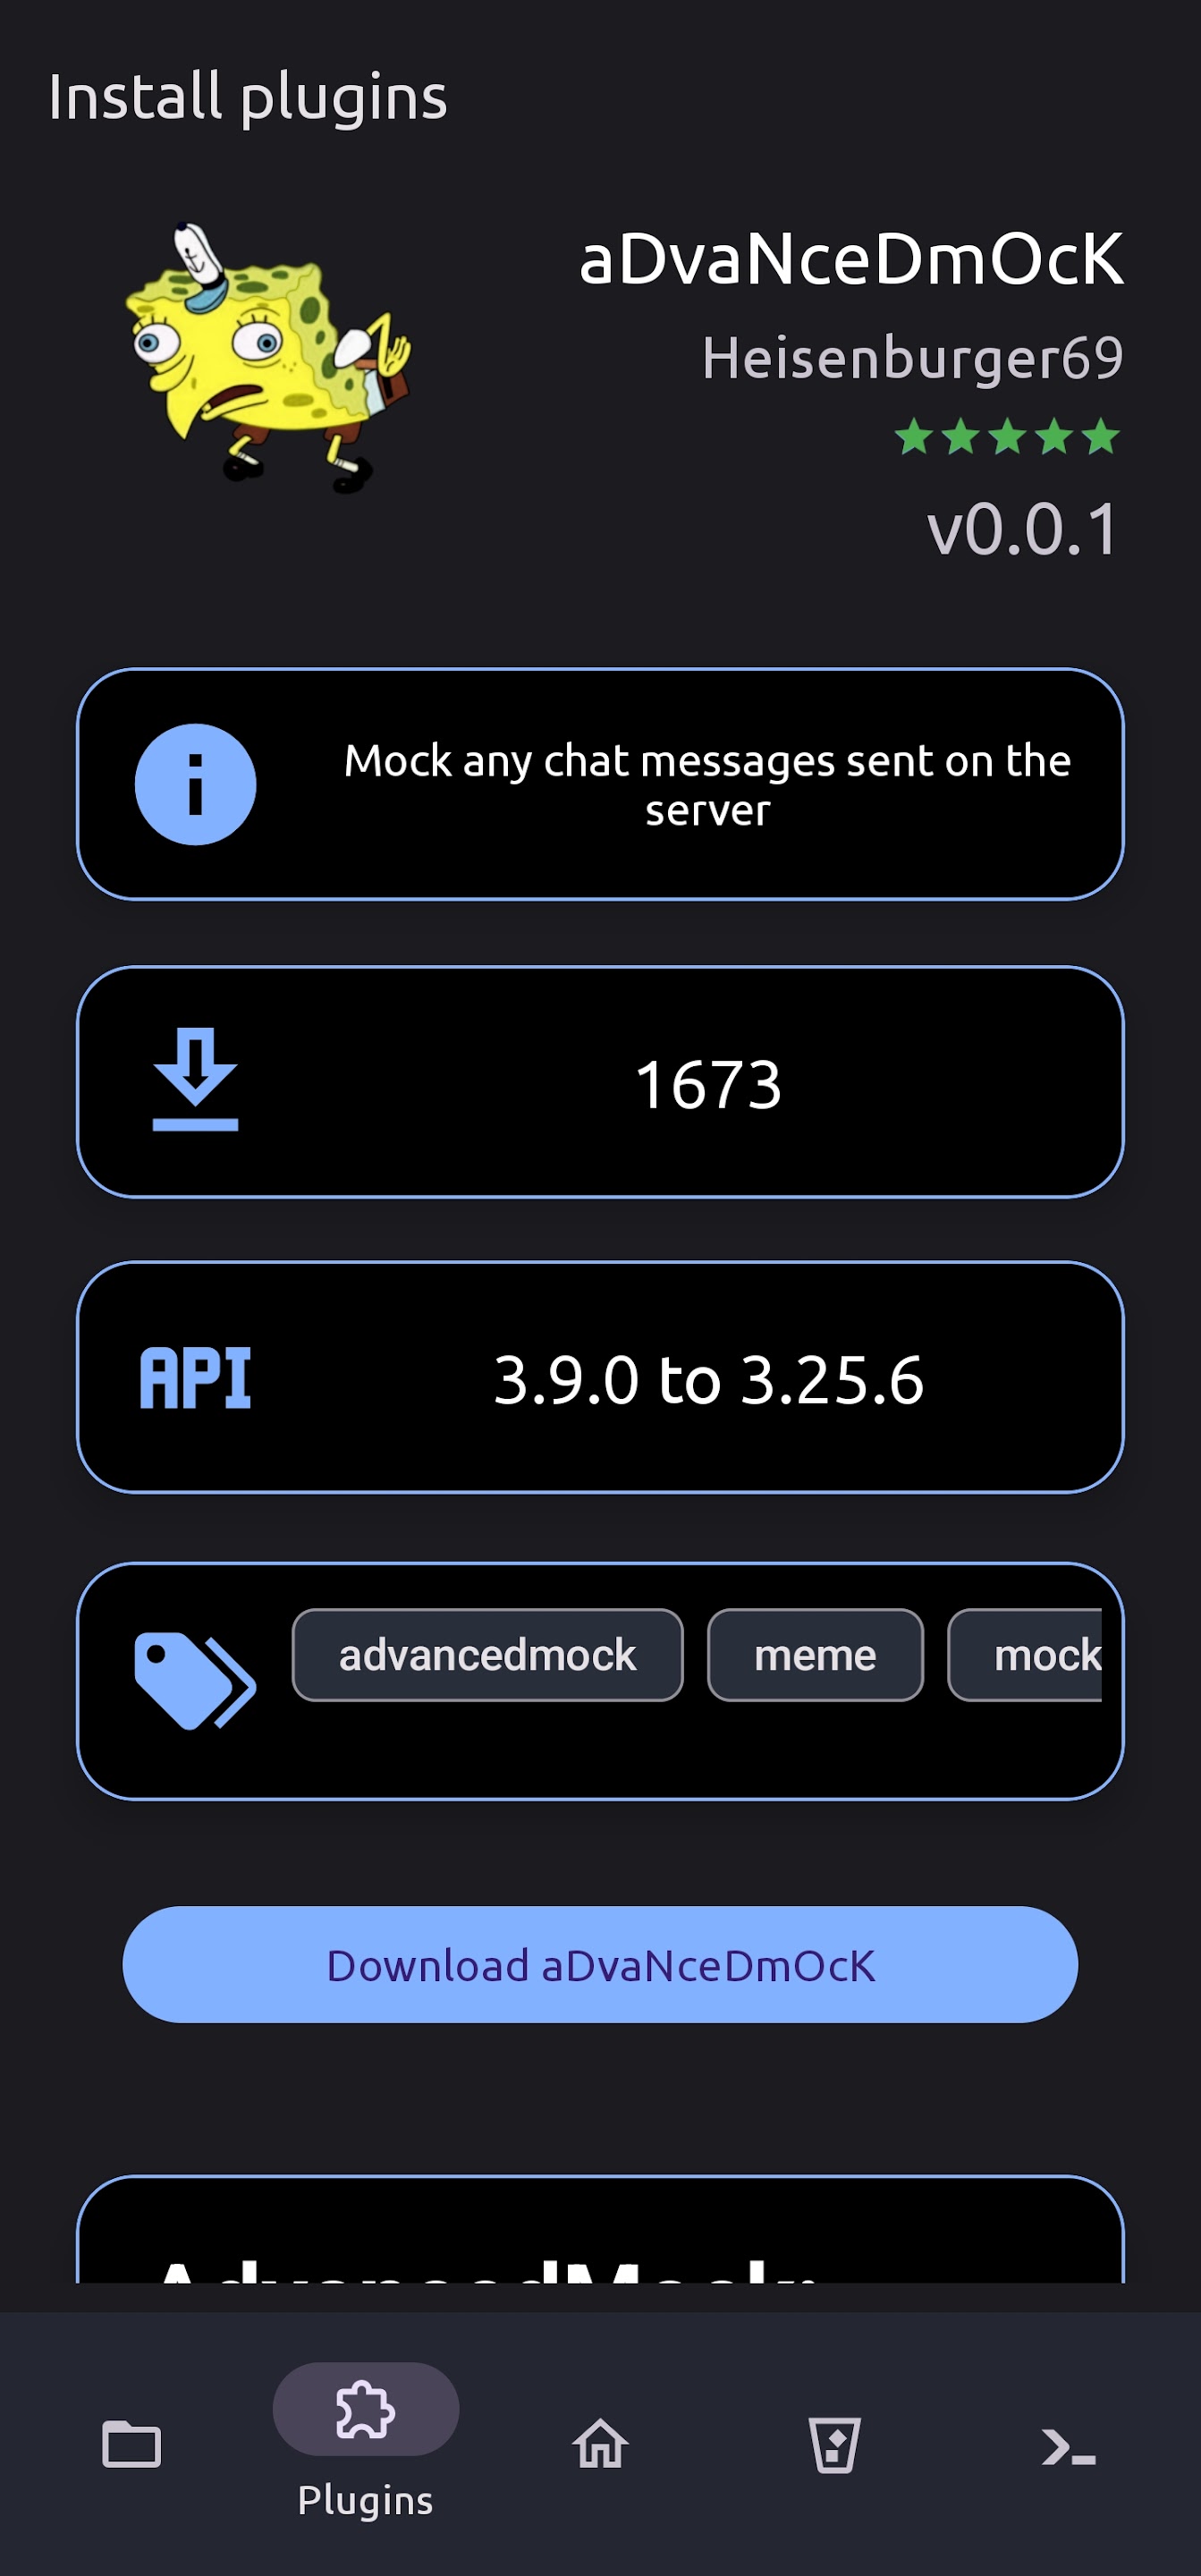 Install plugins
aDvaNceDmOcK
Heisenburger69
v0.0.1
Mock any chat messages sent on the
server
1673
API
3.9.0 to 3.25.6
advancedmock
meme
mock
Download aDvaNceDmOcK
AdvancedMock:
Plugins